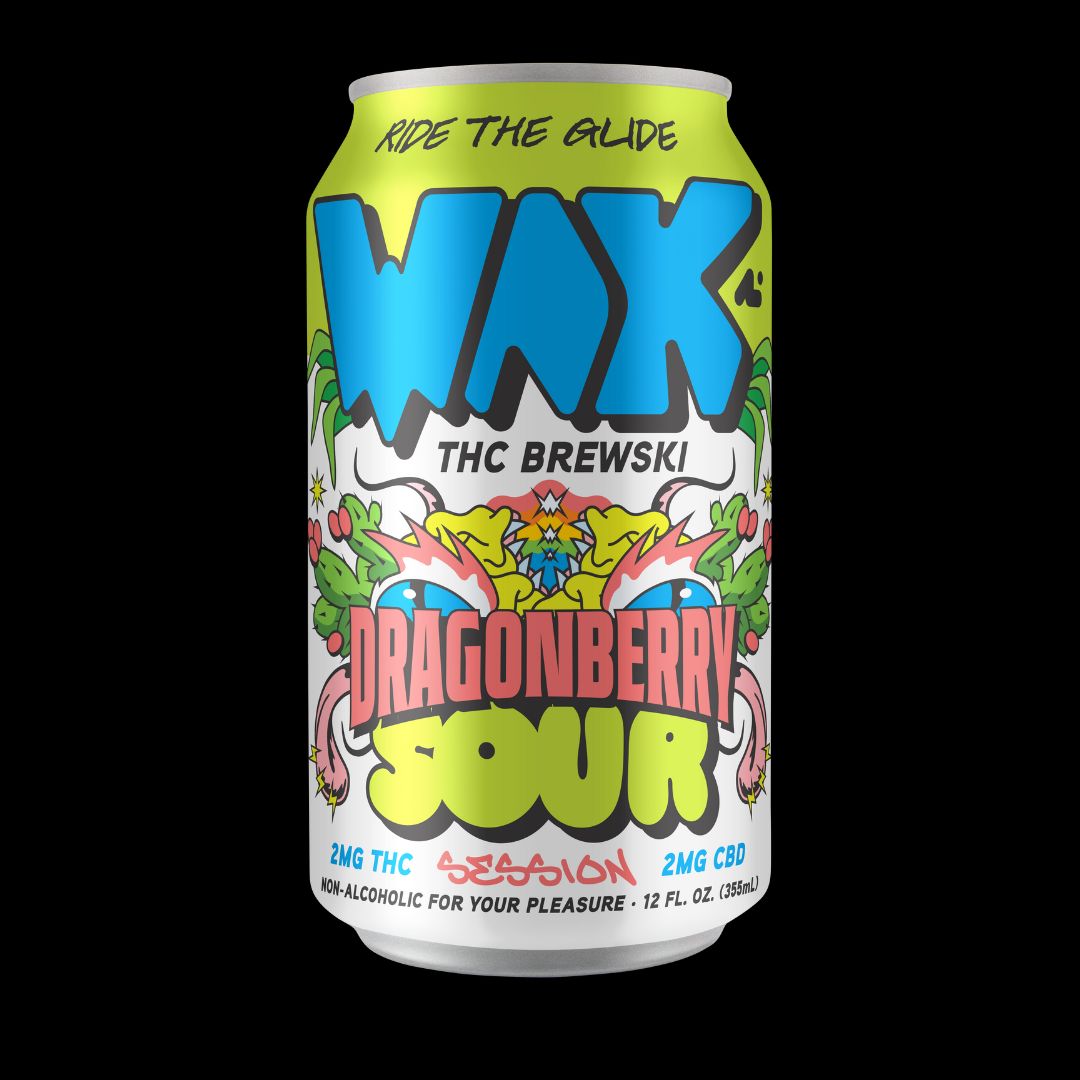 RIDE THE GLIDE
WAX
THC BREWSKI
DRAGONBERRY
SOUR
2MG THC SESSION 2MG CBD
NON-ALCOHOLIC FOR YOUR PLEASURE · 12 FL. OZ. (355mL)